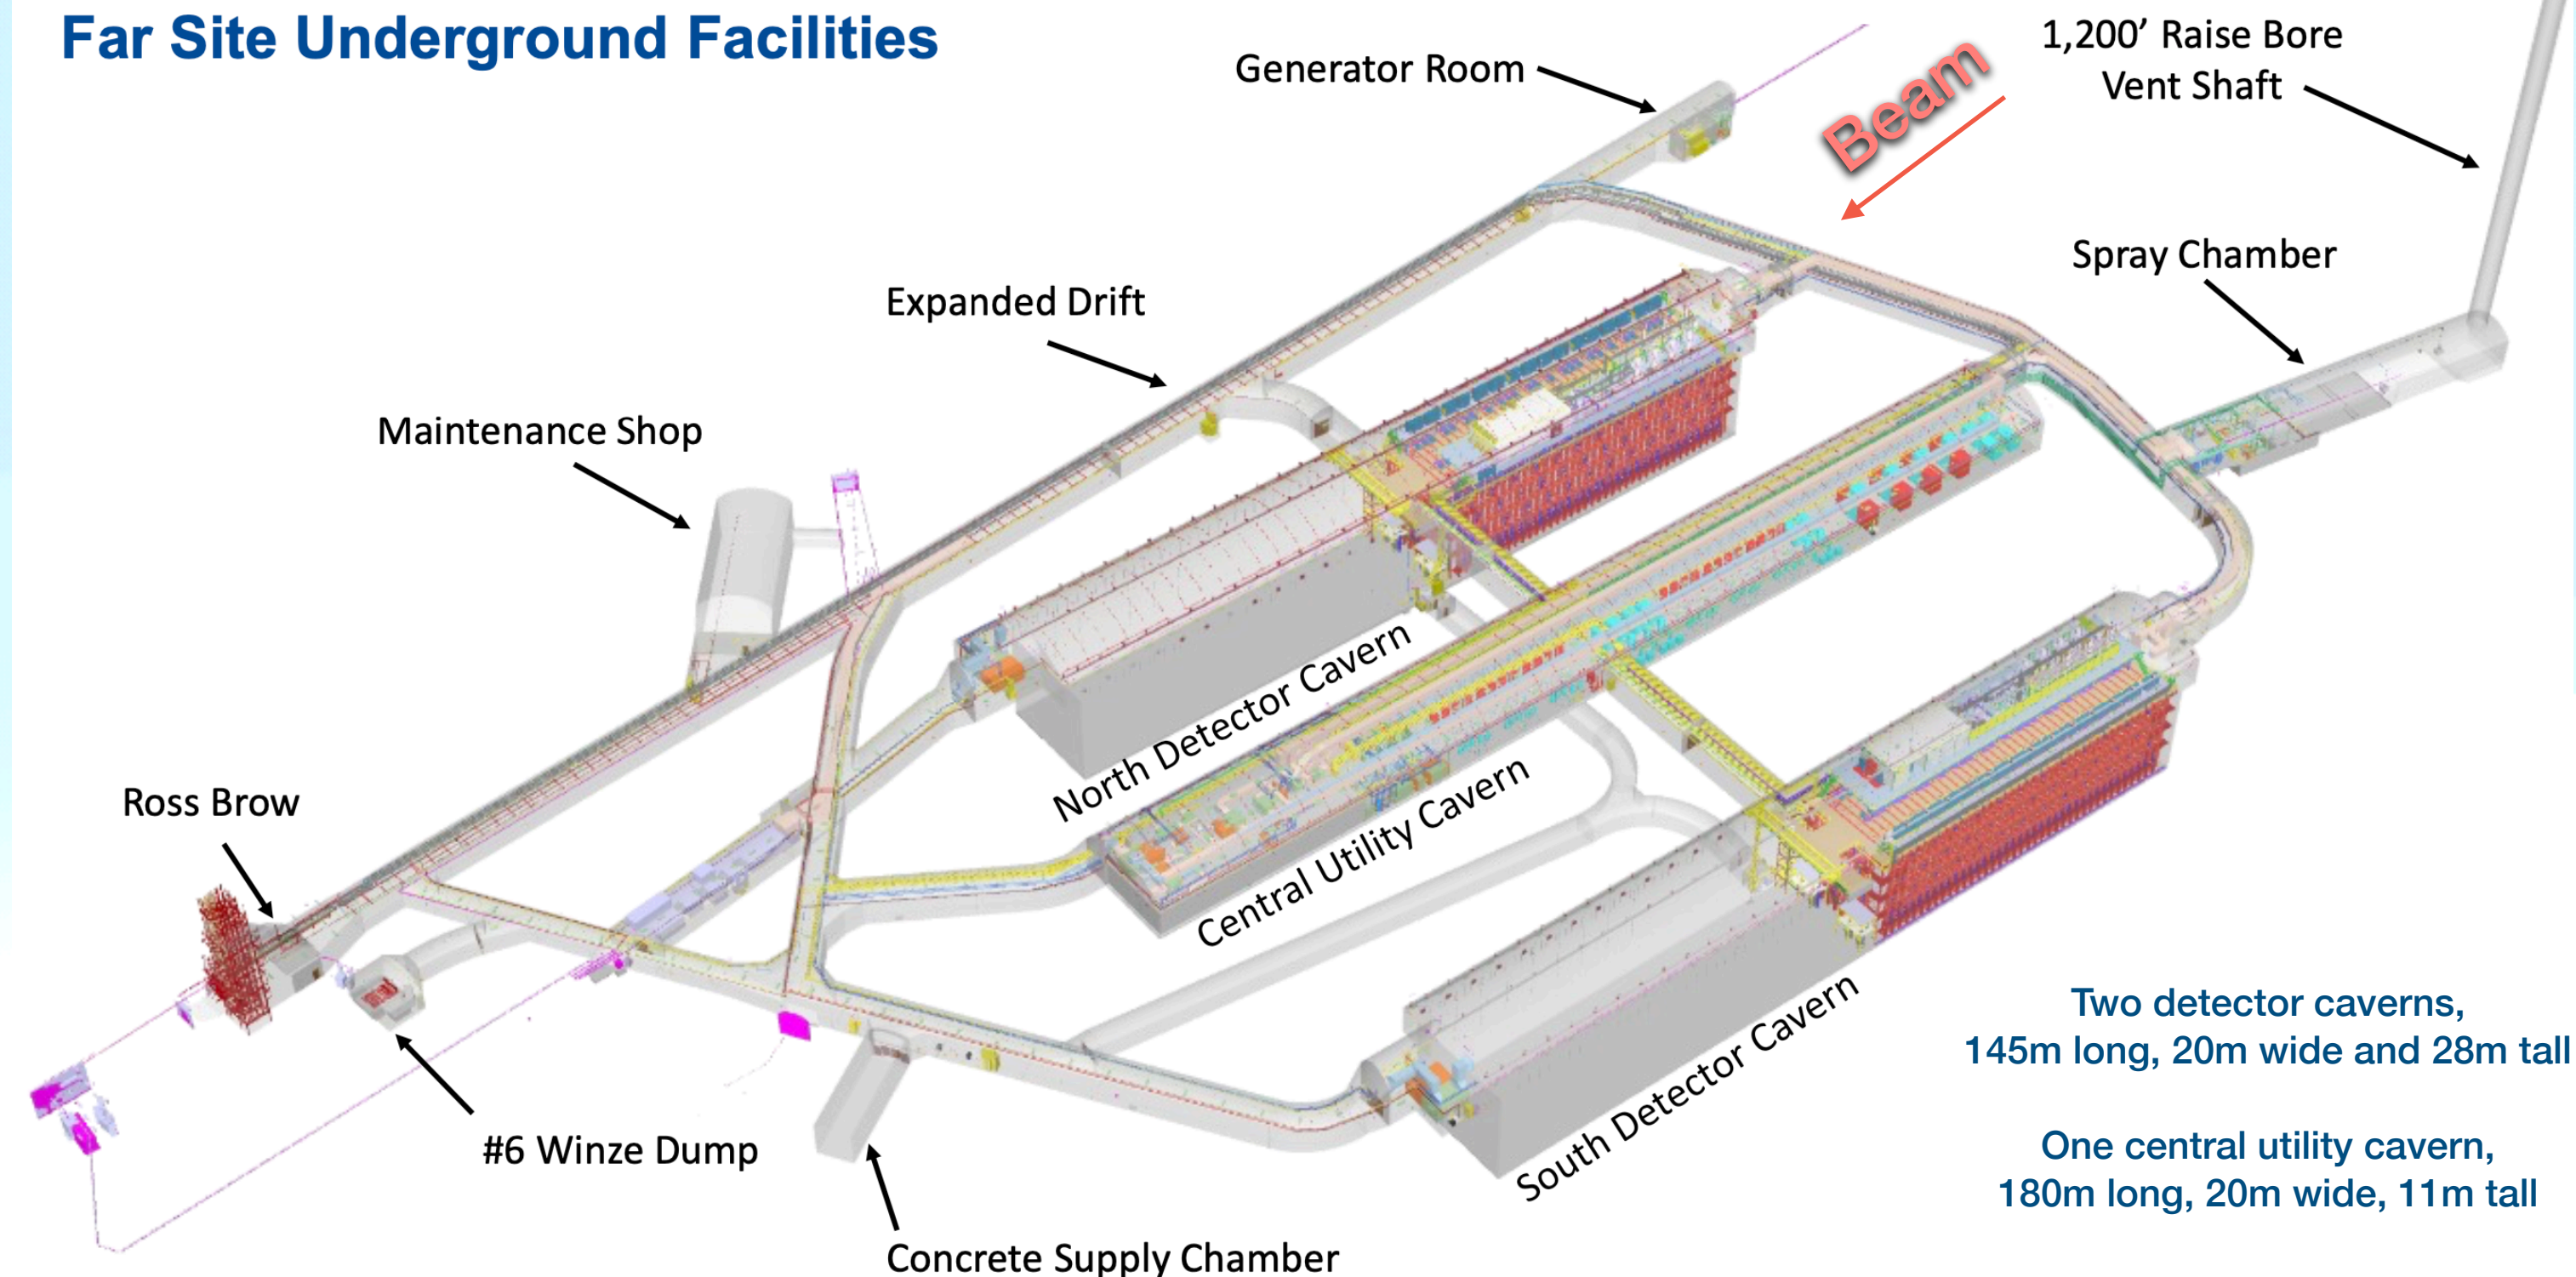 Far Site Underground Facilities
Generator Room
Beam
1,200’ Raise Bore
Vent Shaft
Spray Chamber
Expanded Drift
Maintenance Shop
North Detector Cavern
Ross Brow
Central Utility Cavern
South Detector Cavern
Two detector caverns,
145m long, 20m wide and 28m tall
#6 Winze Dump
One central utility cavern,
180m long, 20m wide, 11m tall
Concrete Supply Chamber